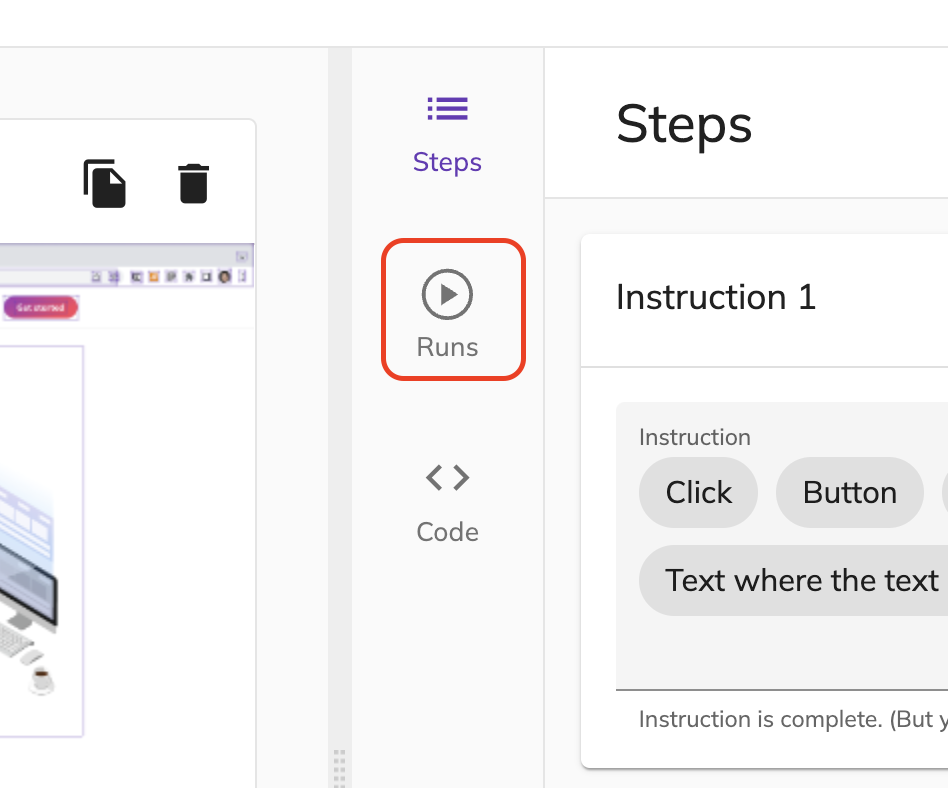 Get started
Steps
Runs
Code
Steps
Instruction 1
Instruction
Click
Button
Text where the text
Instruction is complete. (But y